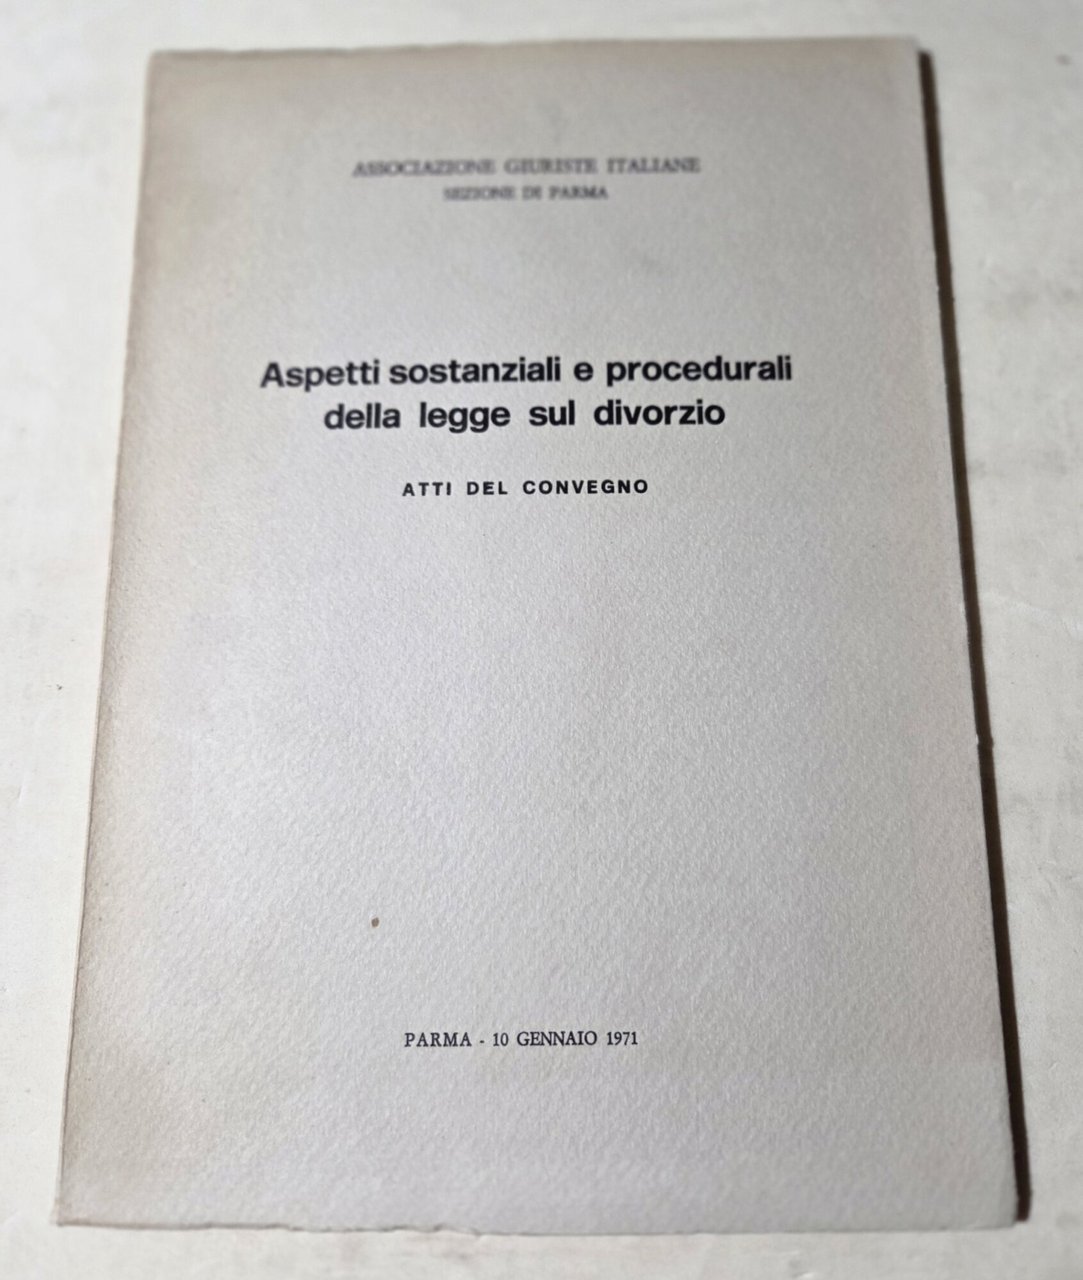 ASSOCIAZIONE GIURISTE ITALIANE
SEZIONE DI PARMA
Aspetti sostanziali e procedurali
della legge sul divorzio
ATTI DEL CONVEGNO
PARMA - 10 GENNAIO 1971